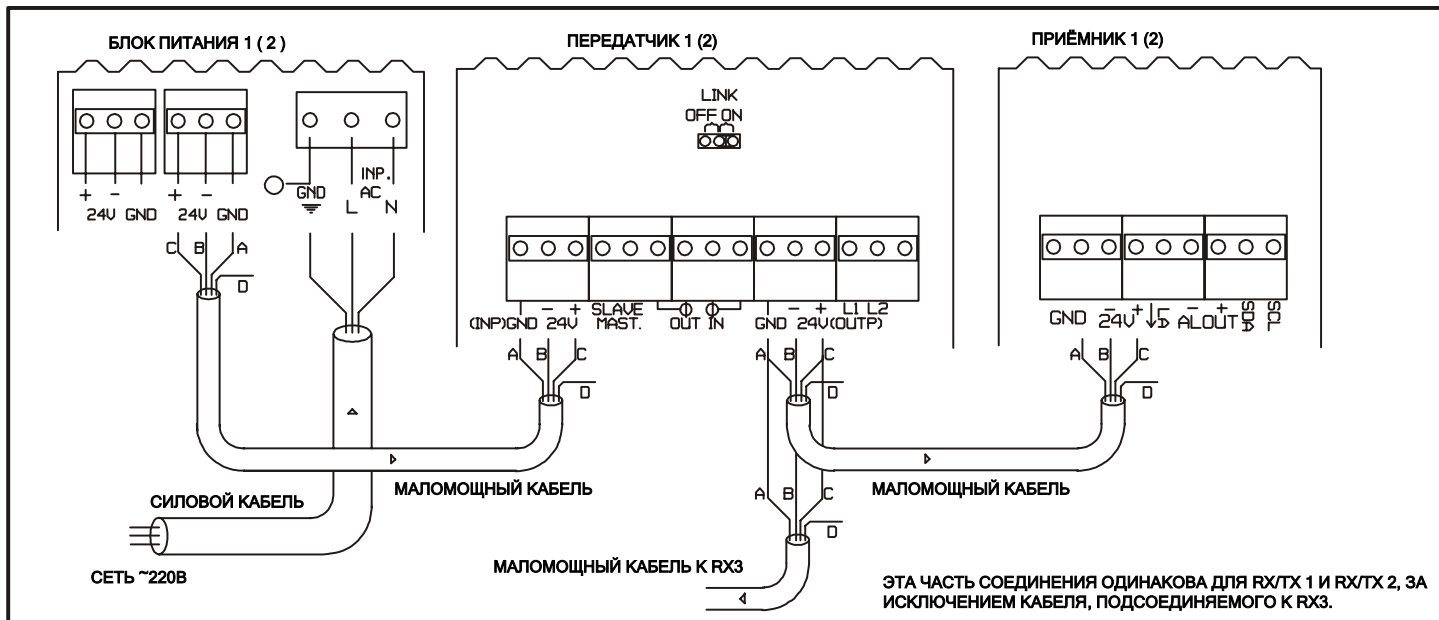 БЛОК ПИТАНИЯ 1 ( 2 )
ПЕРЕДАТЧИК 1 (2)
ПРИЁМНИК 1 (2)
LINK
OFF ON
+ - + -
24V GND 24V GND
GND
INP.
AC
L N
C B A
D
- + SLAVE - + L1 L2
(INP)GND 24V MAST. OUT IN GND 24V(OUTP)
GND - 24V + LA - ALOUT + SDA SCL
A B C
D
A B C
D
A B C
D
СИЛОВОЙ КАБЕЛЬ
МАЛОМОЩНЫЙ КАБЕЛЬ
МАЛОМОЩНЫЙ КАБЕЛЬ
A B C
D
СЕТЬ ~220В
МАЛОМОЩНЫЙ КАБЕЛЬ К RX3
ЭТА ЧАСТЬ СОЕДИНЕНИЯ ОДИНАКОВА ДЛЯ RX/TX 1 И RX/TX 2, ЗА
ИСКЛЮЧЕНИЕМ КАБЕЛЯ, ПОДСОЕДИНЯЕМОГО К RX3.